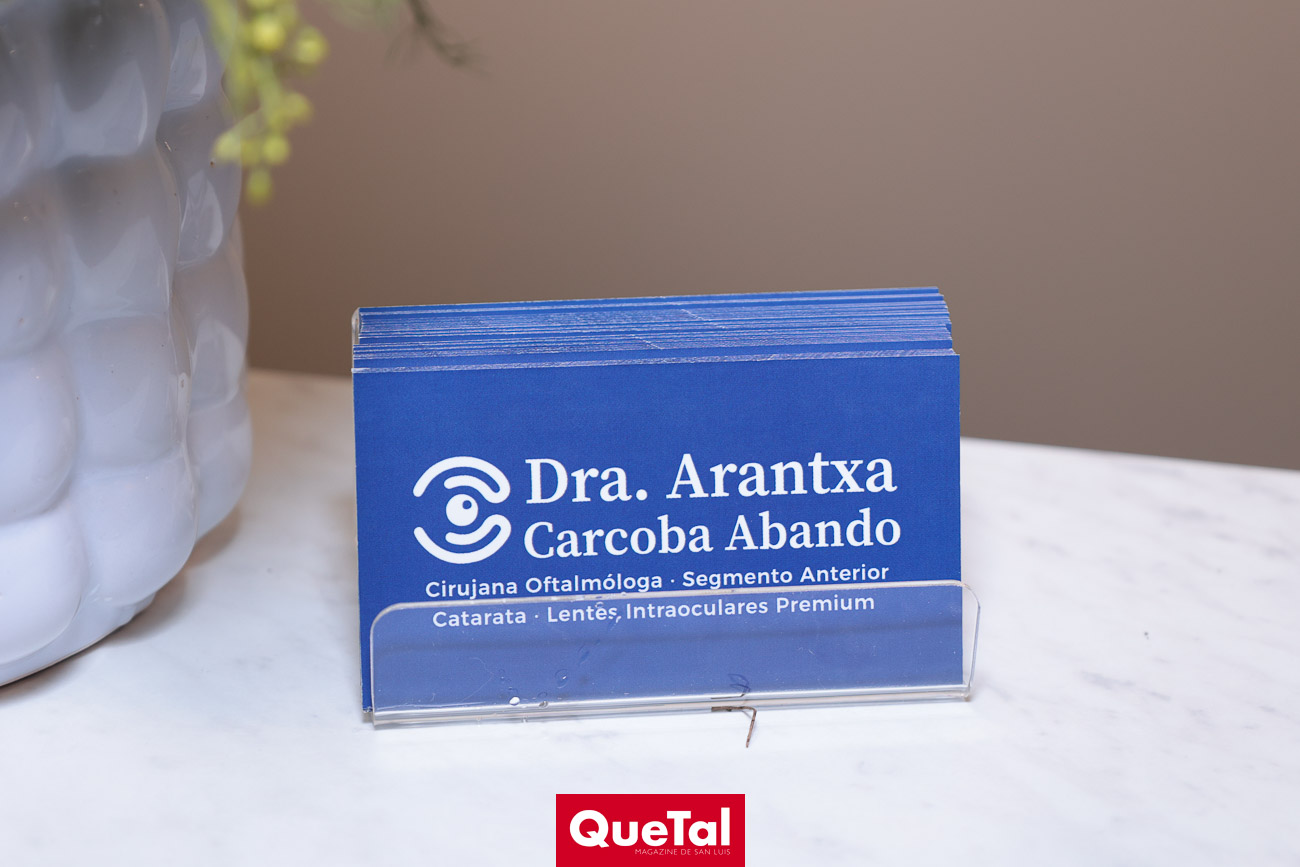 Dra. Arantxa
Carcoba Abando
Cirujana Oftalmóloga · Segmento Anterior
Catarata · Lentes Intraoculares Premium
QueTal
MAGAZINE DE SAN LUIS